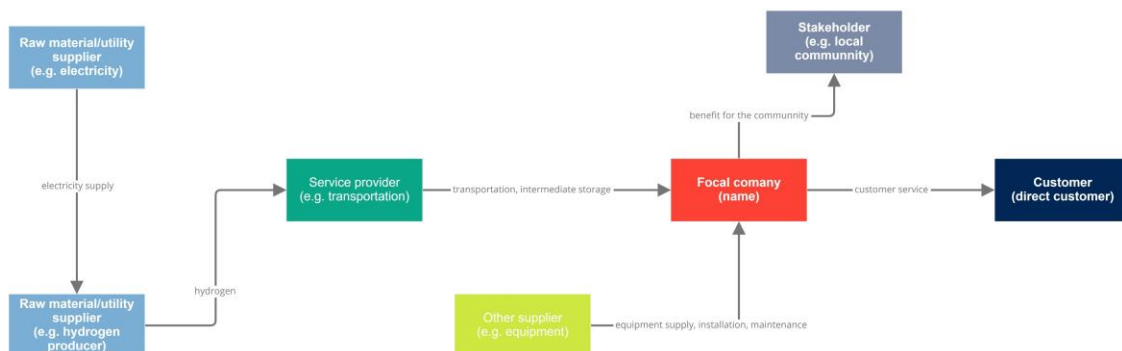 Raw material/utility
supplier
(e.g. electricity)
Stakeholder
(e.g. local
communnity)
benefit for the communnity
electricity supply
Service provider
(e.g. transportation)
transportation, intermediate storage
Focal comany
(name)
customer service
Customer
(direct customer)
hydrogen
Raw material/utility
supplier
(e.g. hydrogen
producer)
Other supplier
(e.g. equipment)
equipment supply, installation, maintenance